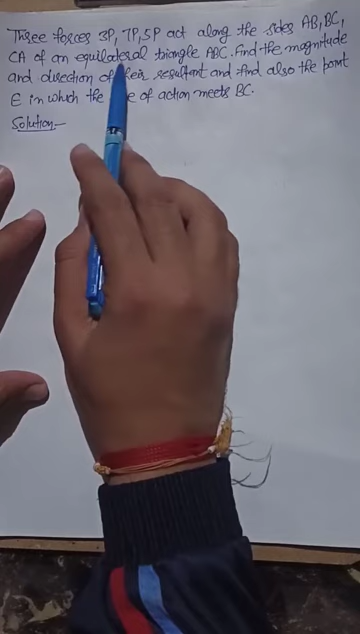 Three forces 3P, 7P, 5P act along the sides AB, BC,
CA of an equilateral triangle ABC. find the magnitude
and direction of their resultant and find also the point
E in which the of action meets BC.
Solution-